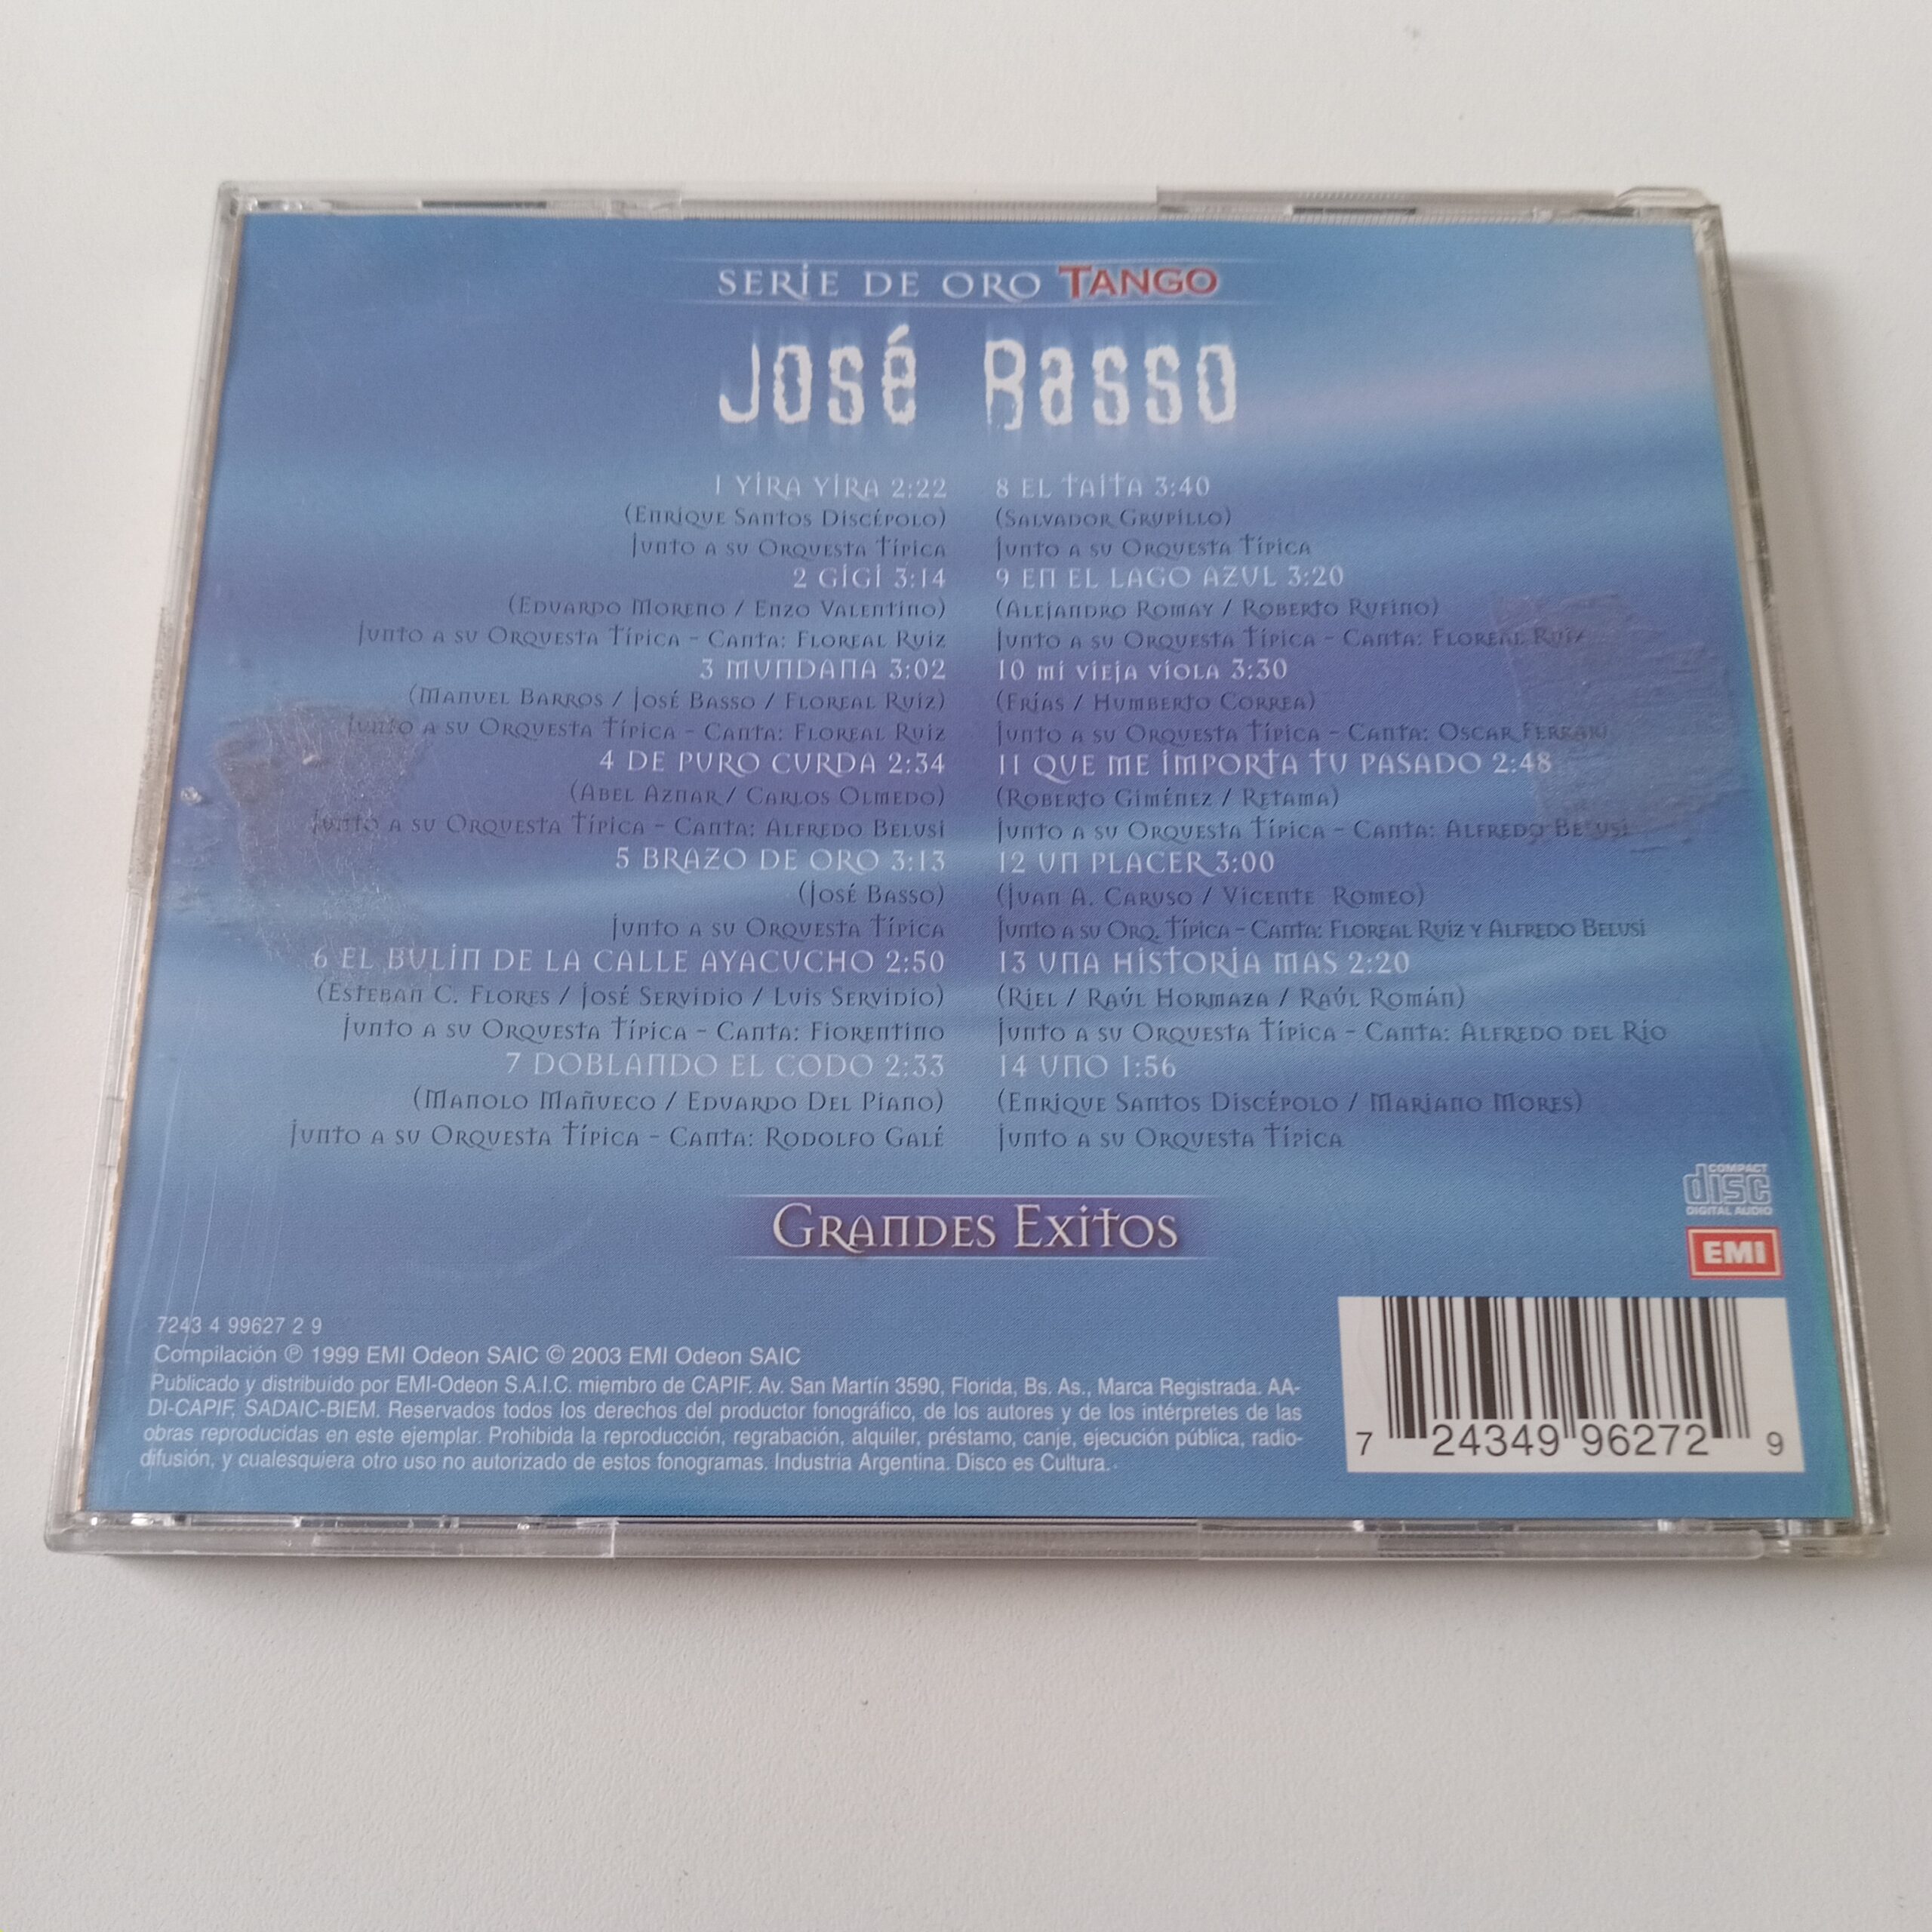 SERIE DE ORO TANGO
José Basso
1 YIRA YIRA 2:22
(Enrique Santos Discépolo)
Junto a su Orquesta Típica
2 GIGI 3:14
(Eduardo Moreno / Enzo Valentino)
Junto a su Orquesta Típica - Canta: Floreal Ruiz
3 MUNDANA 3:02
(Manuel Barros / José Basso / Floreal Ruiz)
Junto a su Orquesta Típica - Canta: Floreal Ruiz
4 DE PURO CURDA 2:34
(Abel Aznar / Carlos Olmedo)
Junto a su Orquesta Típica - Canta: Alfredo Belusi
5 BRAZO DE ORO 3:13
(José Basso)
Junto a su Orquesta Típica
6 EL BULIN DE LA CALLE AYACUCHO 2:50
(Esteban C. Flores / José Servidio / Luis Servidio)
Junto a su Orquesta Típica - Canta: Fiorentino
7 DOBLANDO EL CODO 2:33
(Manolo Mañueco / Eduardo Del Piano)
Junto a su Orquesta Típica - Canta: Rodolfo Galé
8 EL TAITA 3:40
(Salvador Grupillo)
Junto a su Orquesta Típica
9 EN EL LAGO AZUL 3:20
(Alejandro Romay / Roberto Rufino)
Junto a su Orquesta Típica - Canta: Floreal Ruiz
10 MI VIEJA VIOLA 3:30
(Frías / Humberto Correa)
Junto a su Orquesta Típica - Canta: Oscar Ferrari
11 QUE ME IMPORTA TU PASADO 2:48
(Roberto Giménez / Retama)
Junto a su Orquesta Típica - Canta: Alfredo Belusi
12 UN PLACER 3:00
(Juan A. Caruso / Vicente Romeo)
Junto a su Orq. Típica - Canta: Floreal Ruiz y Alfredo Belusi
13 UNA HISTORIA MAS 2:20
(Riel / Raúl Hormaza / Raúl Román)
Junto a su Orquesta Típica - Canta: Alfredo del Río
14 UNO 1:56
(Enrique Santos Discépolo / Mariano Mores)
Junto a su Orquesta Típica
Grandes Exitos
COMPACT
disc
DIGITAL AUDIO
EMI
7243 4 99627 2 9
Compilación ℗ 1999 EMI Odeon SAIC © 2003 EMI Odeon SAIC
Publicado y distribuido por EMI-Odeon S.A.I.C. miembro de CAPIF. Av. San Martín 3590, Florida, Bs. As., Marca Registrada. AA-
DI-CAPIF, SADAIC-BIEM. Reservados todos los derechos del productor fonográfico, de los autores y de los intérpretes de las
obras reproducidas en este ejemplar. Prohibida la reproducción, regrabación, alquiler, préstamo, canje, ejecución pública, radio-
difusión, y cualesquiera otro uso no autorizado de estos fonogramas. Industria Argentina. Disco es Cultura.
7 24349 96272 9